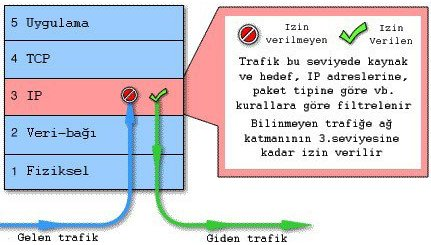 5 Uygulama
4 TCP
3 IP
2 Veri-bağı
1 Fiziksel
Gelen trafik
Giden trafik
Izin
verilmeyen
Izin
Verilen
Trafik bu seviyede kaynak
ve hedef, IP adreslerine,
paket tipine göre vb.
kurallara göre filtrelenir
Bilinmeyen trafiğe ağ
katmanının 3.seviyesine
kadar izin verilir